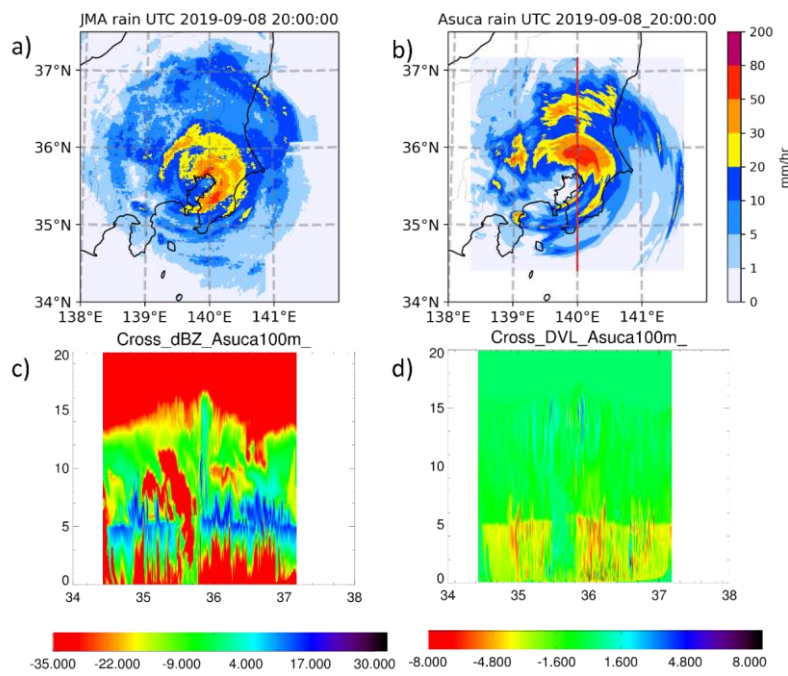 JMA rain UTC 2019-09-08 20:00:00
Asuca rain UTC 2019-09-08_20:00:00
a)
b)
37°N
36°N
35°N
34°N
138°E 139°E 140°E 141°E
37°N
36°N
35°N
34°N
138°E 139°E 140°E 141°E
200
80
50
30
20
10
5
1
0
mm/hr
Cross_dBZ_Asuca100m_
Cross_DVL_Asuca100m_
c)
d)
20
15
10
5
0
34 35 36 37 38
20
15
10
5
0
34 35 36 37 38
-35.000 -22.000 -9.000 4.000 17.000 30.000
-8.000 -4.800 -1.600 1.600 4.800 8.000